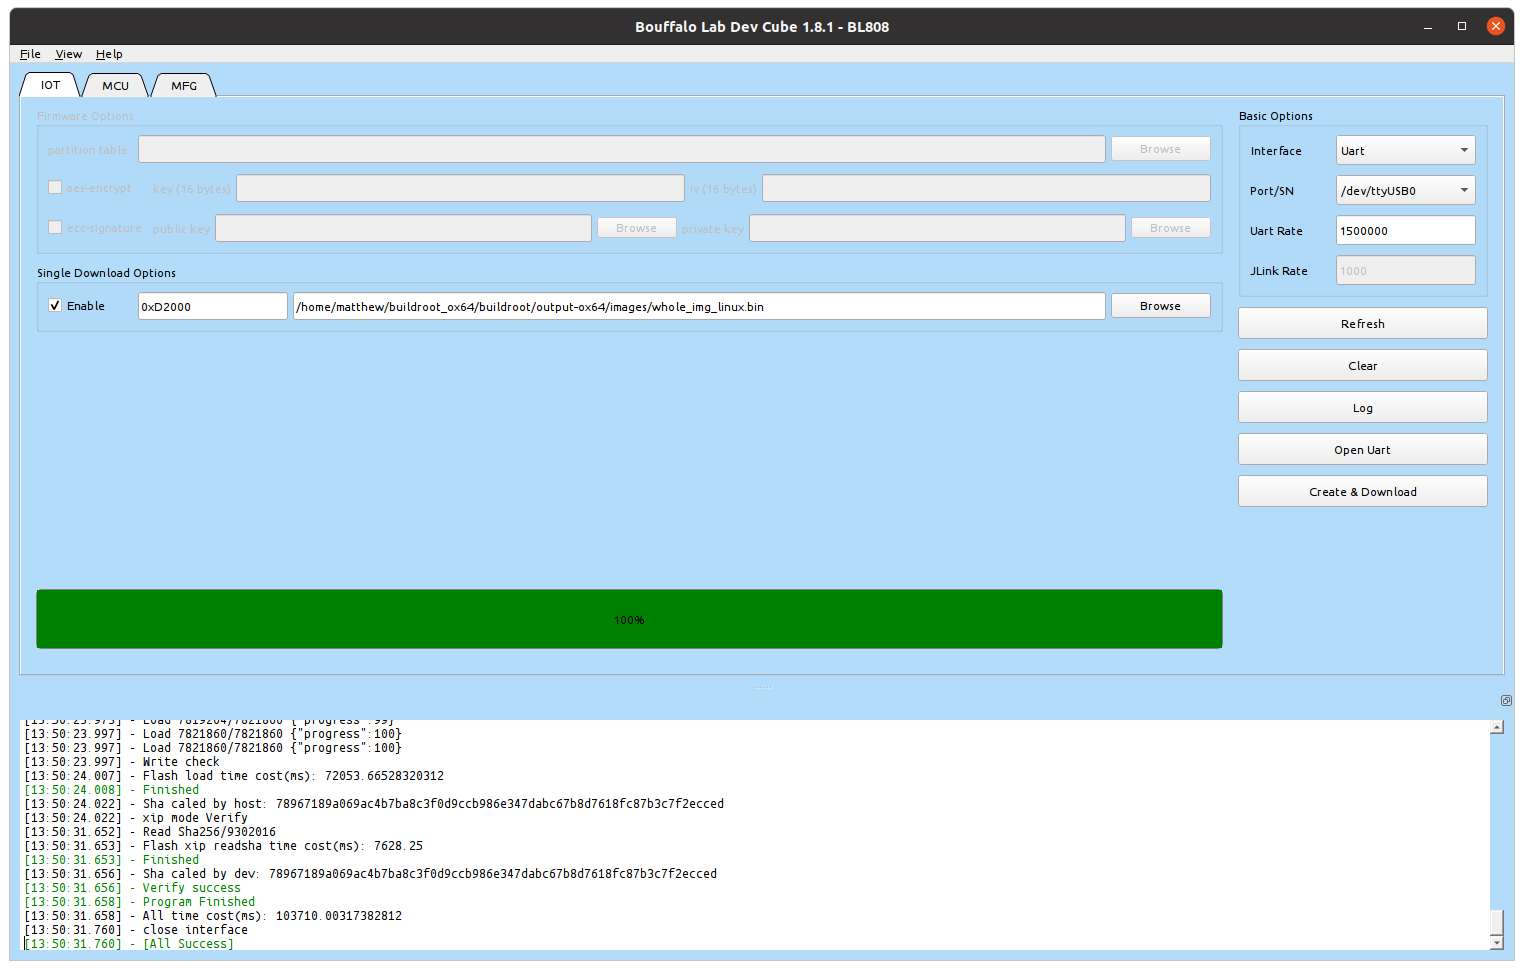 Bouffalo Lab Dev Cube 1.8.1 - BL808
File View Help
IOT MCU MFG
Firmware Options
partition table Browse
aes-encrypt key (16 bytes) iv (16 bytes)
ecc-signature public key Browse private key Browse
Single Download Options
Enable 0xD2000 /home/matthew/buildroot_ox64/buildroot/output-ox64/images/whole_img_linux.bin Browse
Basic Options
Interface Uart
Port/SN /dev/ttyUSB0
Uart Rate 1500000
JLink Rate 1000
Refresh
Clear
Log
Open Uart
Create & Download
100%
[13:50:23.973] - Load 7819264/7821860 {"progress":99}
[13:50:23.997] - Load 7821860/7821860 {"progress":100}
[13:50:23.997] - Load 7821860/7821860 {"progress":100}
[13:50:23.997] - Write check
[13:50:24.007] - Flash load time cost(ms): 72053.66528320312
[13:50:24.008] - Finished
[13:50:24.022] - Sha caled by host: 78967189a069ac4b7ba8c3f0d9ccb986e347dabc67b8d7618fc87b3c7f2ecced
[13:50:24.022] - xip mode Verify
[13:50:31.652] - Read Sha256/9302016
[13:50:31.653] - Flash xip readsha time cost(ms): 7628.25
[13:50:31.653] - Finished
[13:50:31.656] - Sha caled by dev: 78967189a069ac4b7ba8c3f0d9ccb986e347dabc67b8d7618fc87b3c7f2ecced
[13:50:31.656] - Verify success
[13:50:31.658] - Program Finished
[13:50:31.658] - All time cost(ms): 103710.00317382812
[13:50:31.760] - close interface
[13:50:31.760] - [All Success]